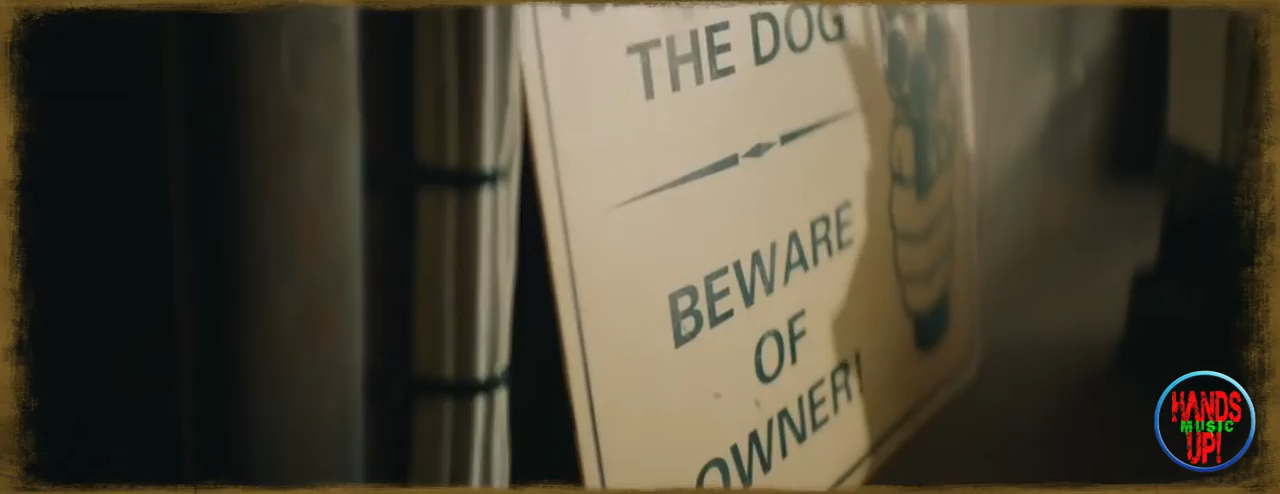 THE DOG
BEWARE
OF
OWNER!
HANDS
MUSIC
UP!